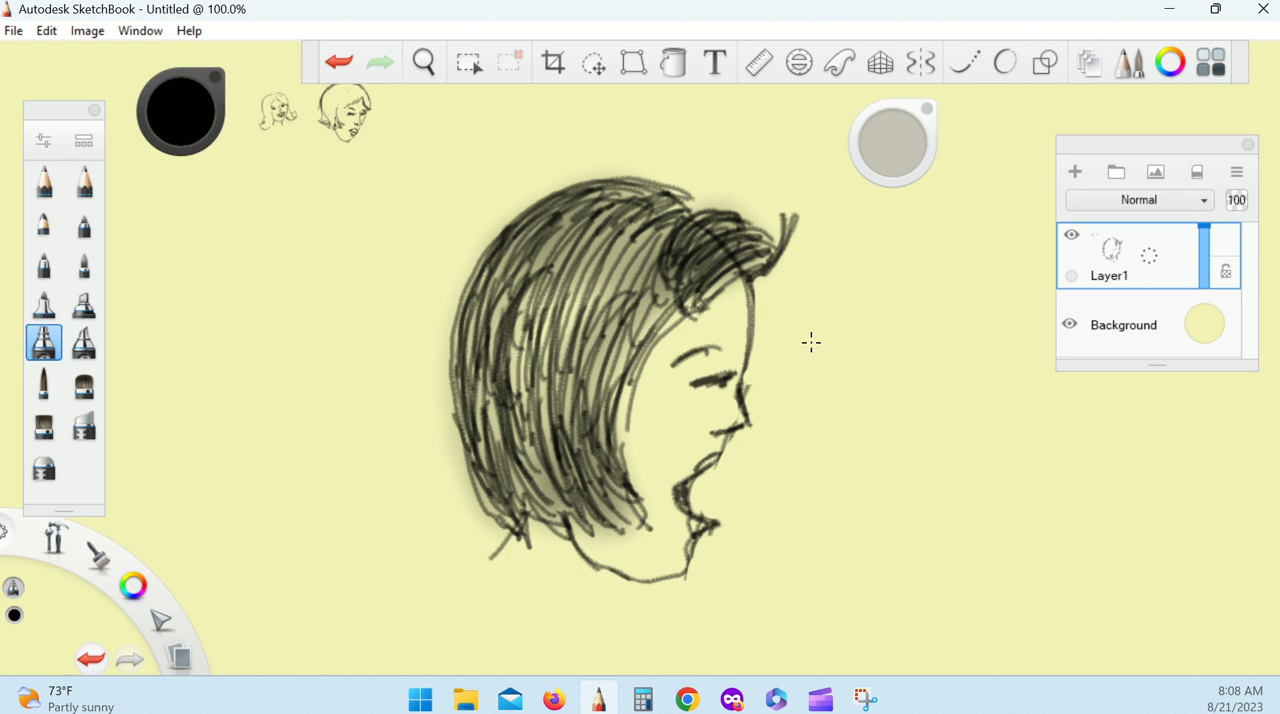 Autodesk SketchBook - Untitled @ 100.0%
File Edit Image Window Help
T
Normal 100
Layer1
Background
73°F
Partly sunny
8:08 AM
8/21/2023